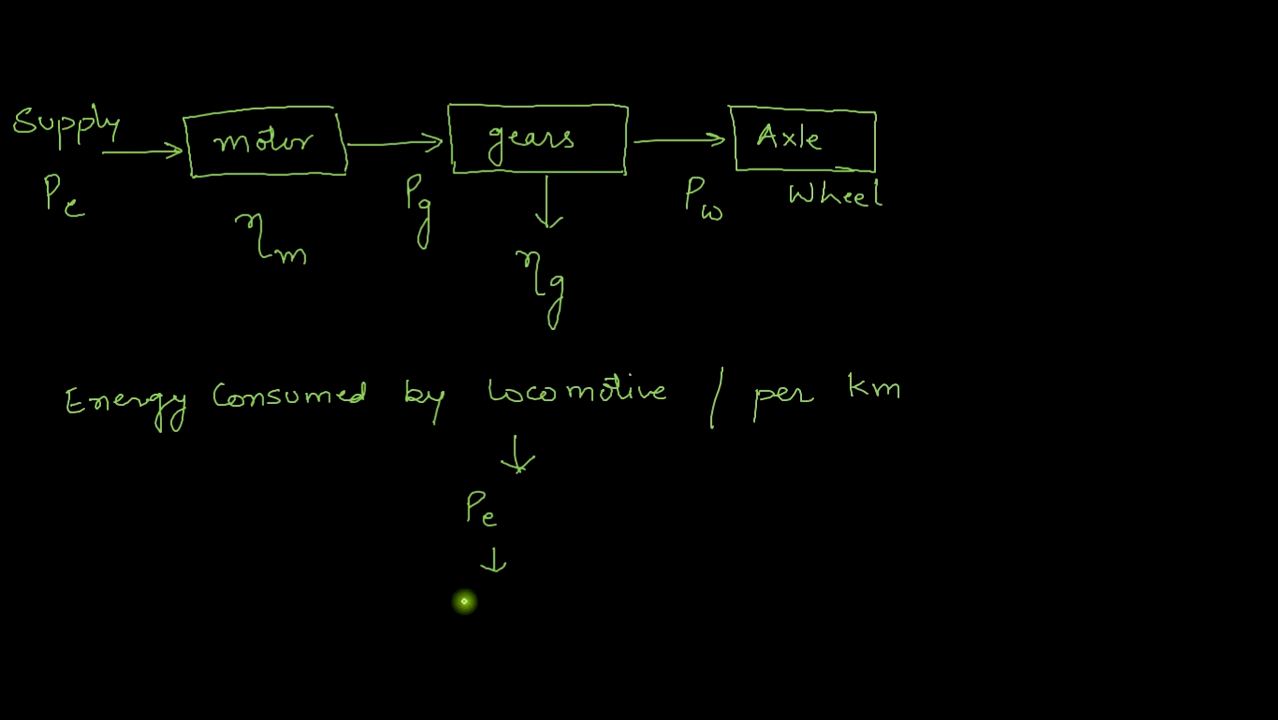 Supply → motor → gears → Axle
Pe Pg Pw Wheel
ηm ηg
Energy Consumed by locomotive / per km
↓
Pe
↓